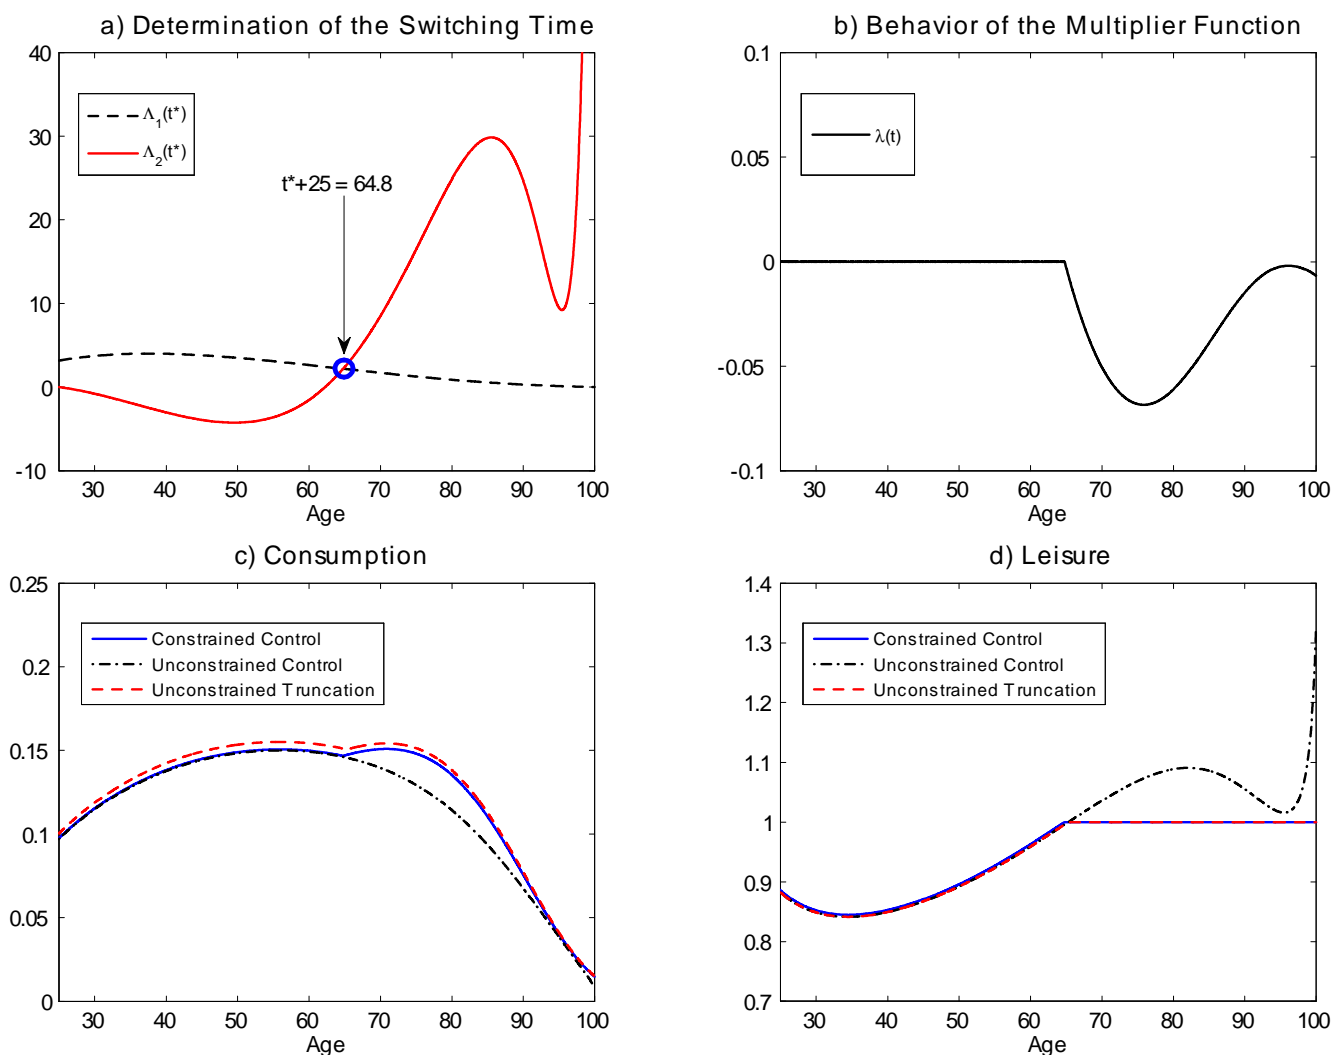 a) Determination of the Switching Time
40
30
20
10
0
-10
Λ1(t*)
Λ2(t*)
t*+25 = 64.8
30 40 50 60 70 80 90 100
Age
b) Behavior of the Multiplier Function
0.1
0.05
0
-0.05
-0.1
λ(t)
30 40 50 60 70 80 90 100
Age
c) Consumption
0.25
0.2
0.15
0.1
0.05
0
Constrained Control
Unconstrained Control
Unconstrained Truncation
30 40 50 60 70 80 90 100
Age
d) Leisure
1.4
1.3
1.2
1.1
1
0.9
0.8
0.7
Constrained Control
Unconstrained Control
Unconstrained Truncation
30 40 50 60 70 80 90 100
Age